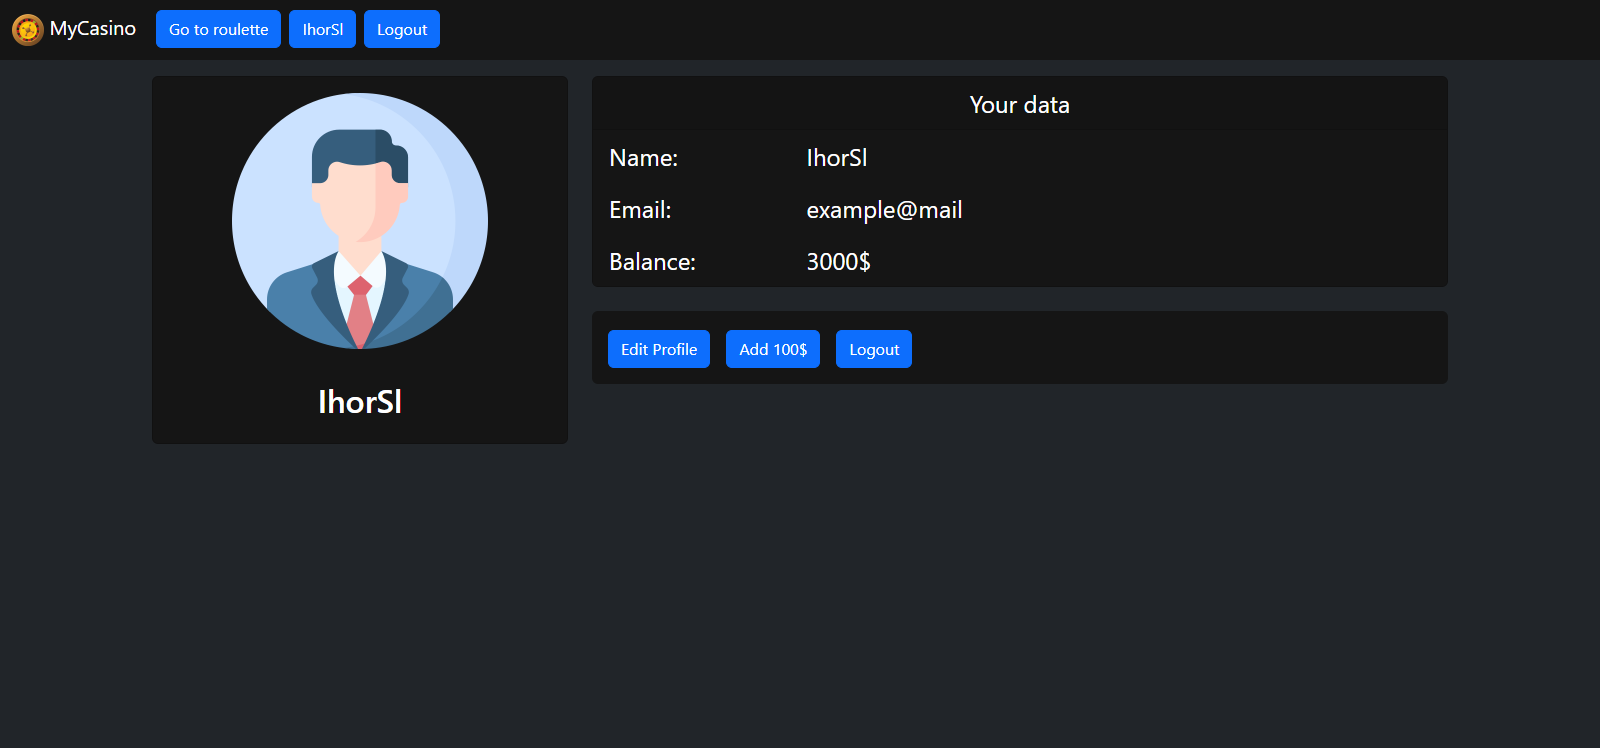 MyCasino Go to roulette IhorSl Logout
IhorSl
Your data
Name: IhorSl
Email: example@mail
Balance: 3000$
Edit Profile Add 100$ Logout